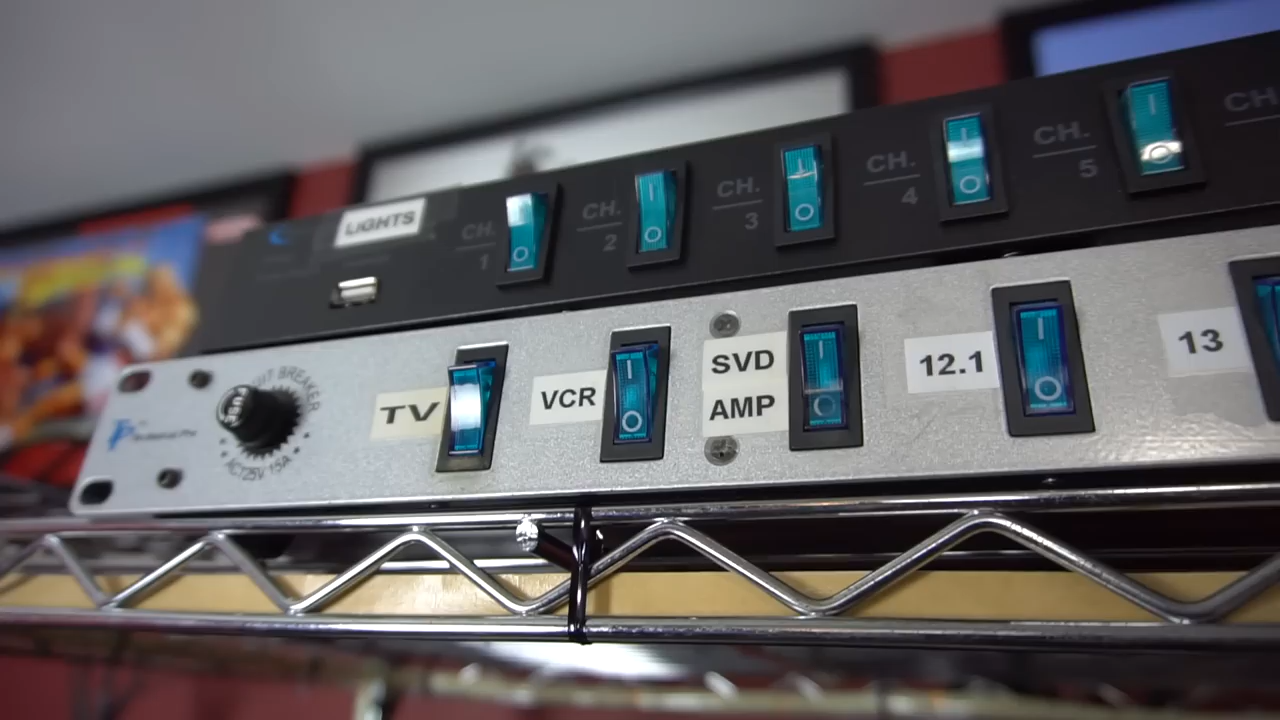 LiGHTS
CH.
1
CH.
2
CH.
3
CH.
4
CH.
5
CH.
TV
VCR
SVD
AMP
12.1
13
CIRCUIT BREAKER
AC125V 15A